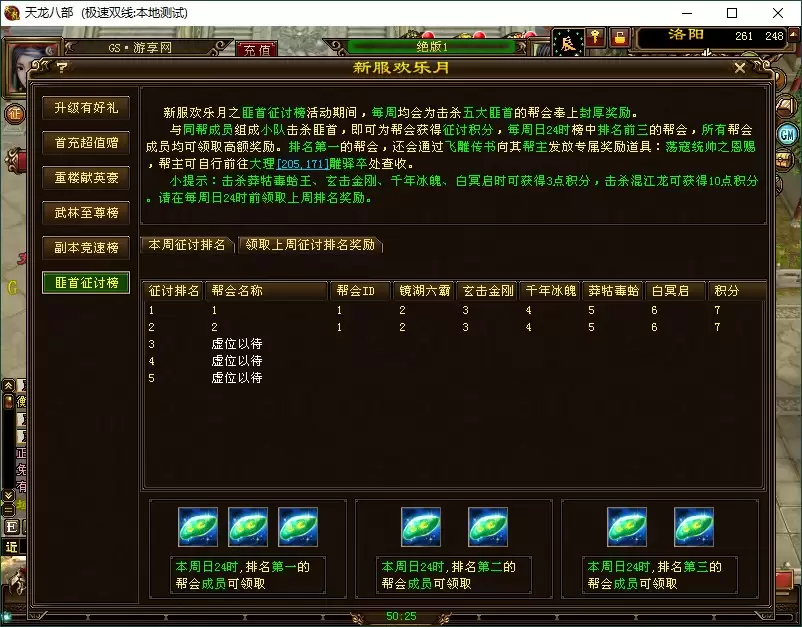 天龙八部 (极速双线:本地测试)
GS·游享网
充值
绝版1
辰
洛阳
261 248
?
新服欢乐月
征
GM
升级有好礼
首充超值赠
重楼献英豪
武林至尊榜
副本竞速榜
匪首征讨榜
新服欢乐月之匪首征讨榜活动期间，每周均会为击杀五大匪首的帮会奉上封厚奖励。
与同帮成员组成小队击杀匪首，即可为帮会获得征讨积分，每周日24时榜中排名前三的帮会，所有帮会
成员均可领取高额奖励。排名第一的帮会，还会通过飞雕传书向其帮主发放专属奖励道具：荡寇统帅之恩赐
，帮主可自行前往大理[205,171]雕驿卒处查收。
小提示：击杀莽牯毒蛤王、玄击金刚、千年冰魄、白冥启时可获得3点积分，击杀混江龙可获得10点积分
。请在每周日24时前领取上周排名奖励。
本周征讨排名 领取上周征讨排名奖励
征讨排名 帮会名称 帮会ID 镜湖六霸 玄击金刚 千年冰魄 莽牯毒蛤 白冥启 积分
1 1 1 2 3 4 5 6 7
2 2 1 2 3 4 5 6 7
3 虚位以待
4 虚位以待
5 虚位以待
本周日24时,排名第一的
帮会成员可领取
本周日24时,排名第二的
帮会成员可领取
本周日24时,排名第三的
帮会成员可领取
近
50:25